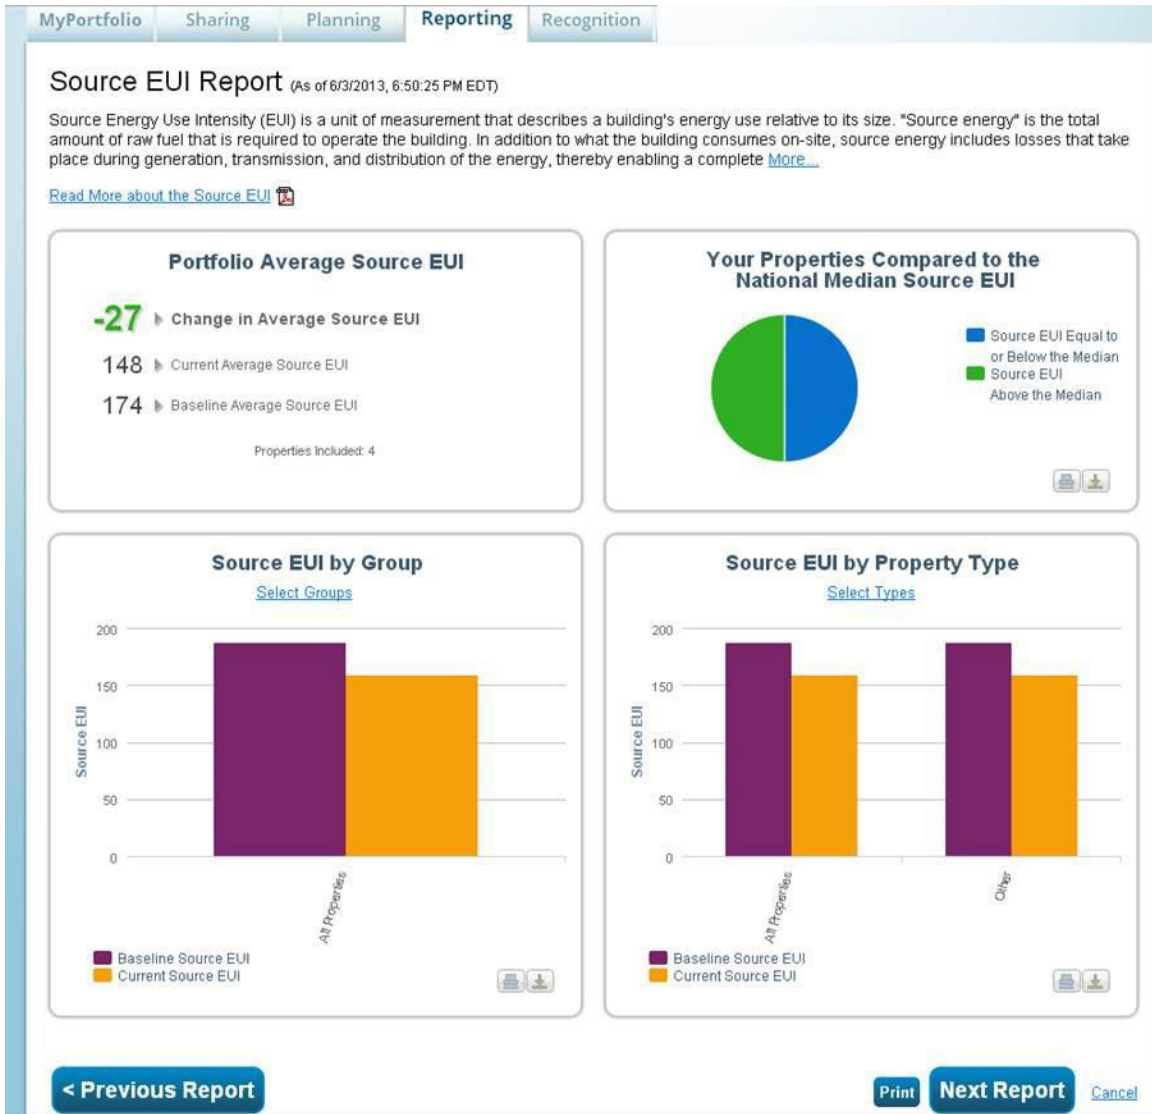 MyPortfolio Sharing Planning Reporting Recognition
Source EUI Report (As of 6/3/2013, 6:50:25 PM EDT)
Source Energy Use Intensity (EUI) is a unit of measurement that describes a building's energy use relative to its size. "Source energy" is the total
amount of raw fuel that is required to operate the building. In addition to what the building consumes on-site, source energy includes losses that take
place during generation, transmission, and distribution of the energy, thereby enabling a complete More...
Read More about the Source EUI
Portfolio Average Source EUI
-27 Change in Average Source EUI
148 Current Average Source EUI
174 Baseline Average Source EUI
Properties Included: 4
Your Properties Compared to the
National Median Source EUI
Source EUI Equal to
or Below the Median
Source EUI
Above the Median
Source EUI by Group
Select Groups
Source EUI
200
150
100
50
0
All Properties
Baseline Source EUI
Current Source EUI
Source EUI by Property Type
Select Types
Source EUI
200
150
100
50
0
All Properties
Other
Baseline Source EUI
Current Source EUI
< Previous Report
Print
Next Report
Cancel